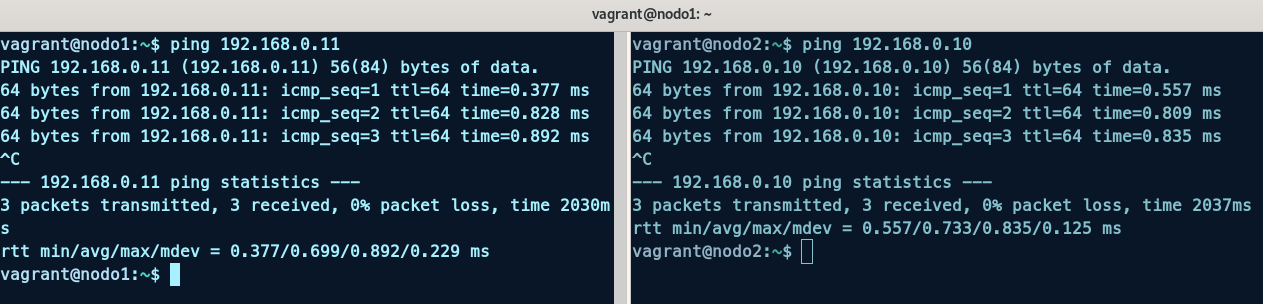 vagrant@nodo1: ~
vagrant@nodo1:~$ ping 192.168.0.11
PING 192.168.0.11 (192.168.0.11) 56(84) bytes of data.
64 bytes from 192.168.0.11: icmp_seq=1 ttl=64 time=0.377 ms
64 bytes from 192.168.0.11: icmp_seq=2 ttl=64 time=0.828 ms
64 bytes from 192.168.0.11: icmp_seq=3 ttl=64 time=0.892 ms
^C
--- 192.168.0.11 ping statistics ---
3 packets transmitted, 3 received, 0% packet loss, time 2030m
s
rtt min/avg/max/mdev = 0.377/0.699/0.892/0.229 ms
vagrant@nodo1:~$
vagrant@nodo2:~$ ping 192.168.0.10
PING 192.168.0.10 (192.168.0.10) 56(84) bytes of data.
64 bytes from 192.168.0.10: icmp_seq=1 ttl=64 time=0.557 ms
64 bytes from 192.168.0.10: icmp_seq=2 ttl=64 time=0.809 ms
64 bytes from 192.168.0.10: icmp_seq=3 ttl=64 time=0.835 ms
^C
--- 192.168.0.10 ping statistics ---
3 packets transmitted, 3 received, 0% packet loss, time 2037ms
rtt min/avg/max/mdev = 0.557/0.733/0.835/0.125 ms
vagrant@nodo2:~$